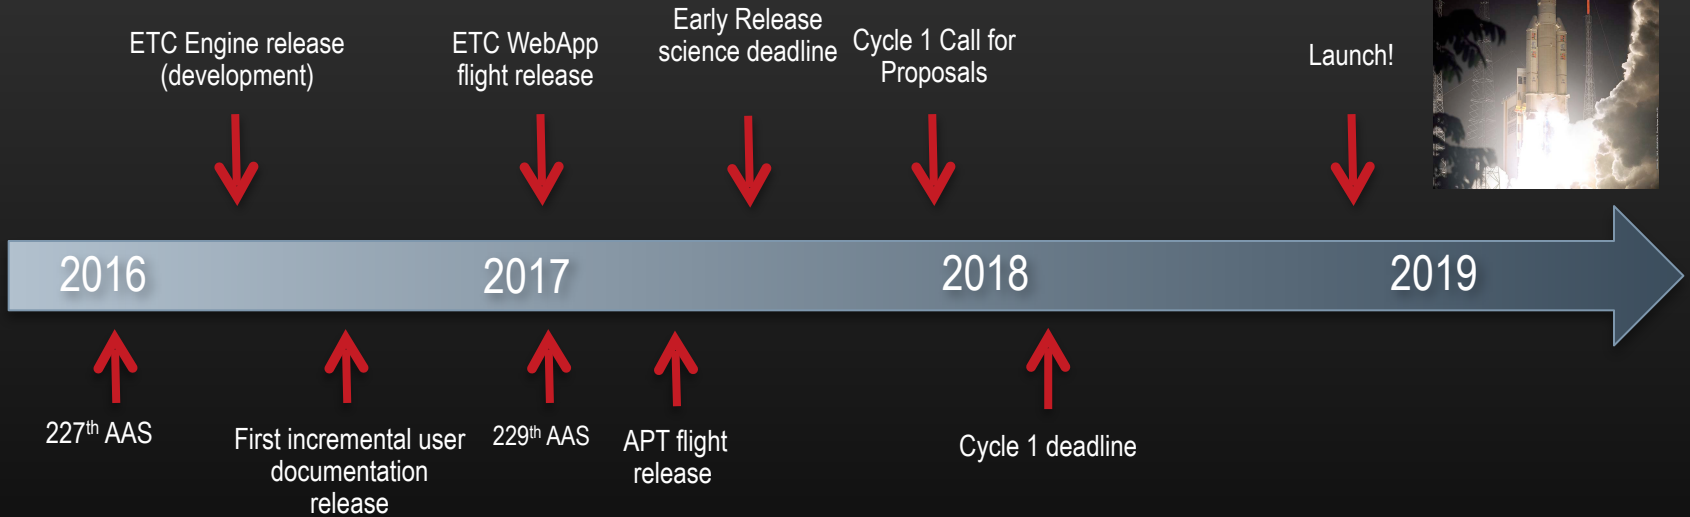 ETC Engine release
(development)
ETC WebApp
flight release
Early Release
science deadline
Cycle 1 Call for
Proposals
Launch!
2016
2017
2018
2019
227th AAS
First incremental user
documentation
release
229th AAS
APT flight
release
Cycle 1 deadline